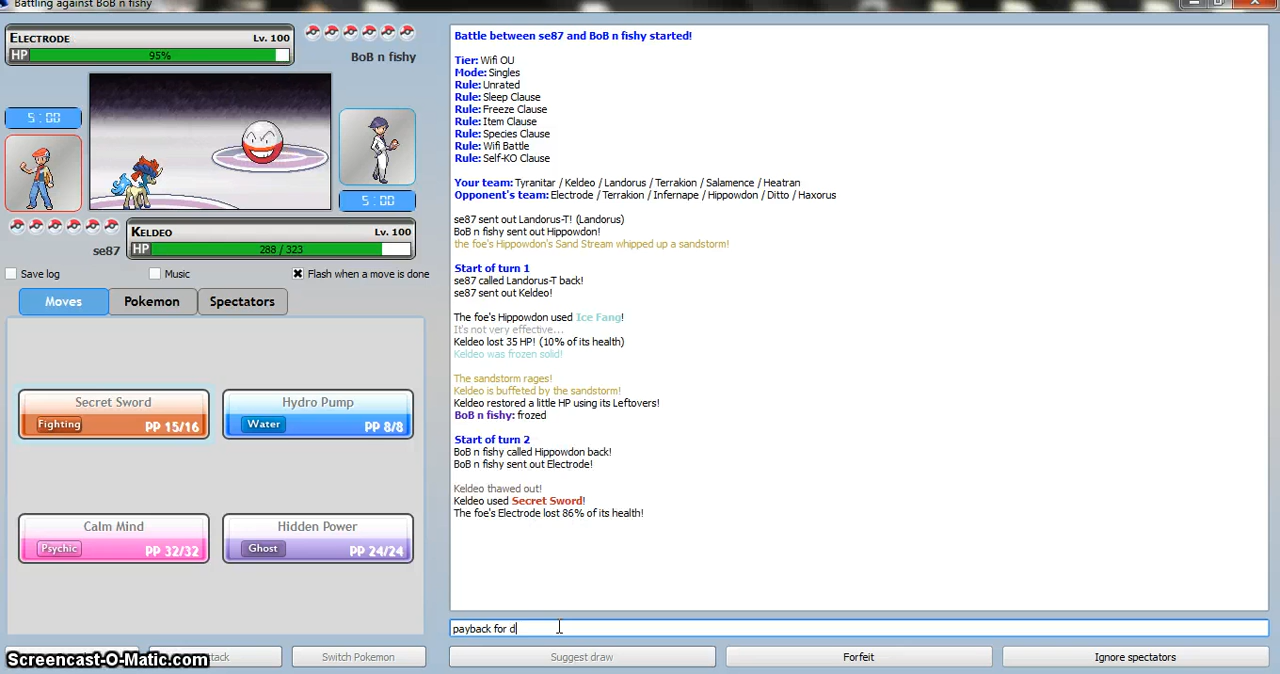 Battling against BoB n fishy
ELECTRODE Lv. 100
HP 95%
BoB n fishy
5:00
5:00
KELDEO Lv. 100
HP 288 / 323
se87
Save log Music Flash when a move is done
Moves Pokemon Spectators
Secret Sword
Fighting PP 15/16
Hydro Pump
Water PP 8/8
Calm Mind
Psychic PP 32/32
Hidden Power
Ghost PP 24/24
Switch Pokemon
Screencast-O-Matic.com
Battle between se87 and BoB n fishy started!
Tier: Wifi OU
Mode: Singles
Rule: Unrated
Rule: Sleep Clause
Rule: Freeze Clause
Rule: Item Clause
Rule: Species Clause
Rule: Wifi Battle
Rule: Self-KO Clause
Your team: Tyranitar / Keldeo / Landorus / Terrakion / Salamence / Heatran
Opponent's team: Electrode / Terrakion / Infernape / Hippowdon / Ditto / Haxorus
se87 sent out Landorus-T! (Landorus)
BoB n fishy sent out Hippowdon!
the foe's Hippowdon's Sand Stream whipped up a sandstorm!
Start of turn 1
se87 called Landorus-T back!
se87 sent out Keldeo!
The foe's Hippowdon used Ice Fang!
It's not very effective...
Keldeo lost 35 HP! (10% of its health)
Keldeo was frozen solid!
The sandstorm rages!
Keldeo is buffeted by the sandstorm!
Keldeo restored a little HP using its Leftovers!
BoB n fishy: frozed
Start of turn 2
BoB n fishy called Hippowdon back!
BoB n fishy sent out Electrode!
Keldeo thawed out!
Keldeo used Secret Sword!
The foe's Electrode lost 86% of its health!
payback for d
Suggest draw Forfeit Ignore spectators